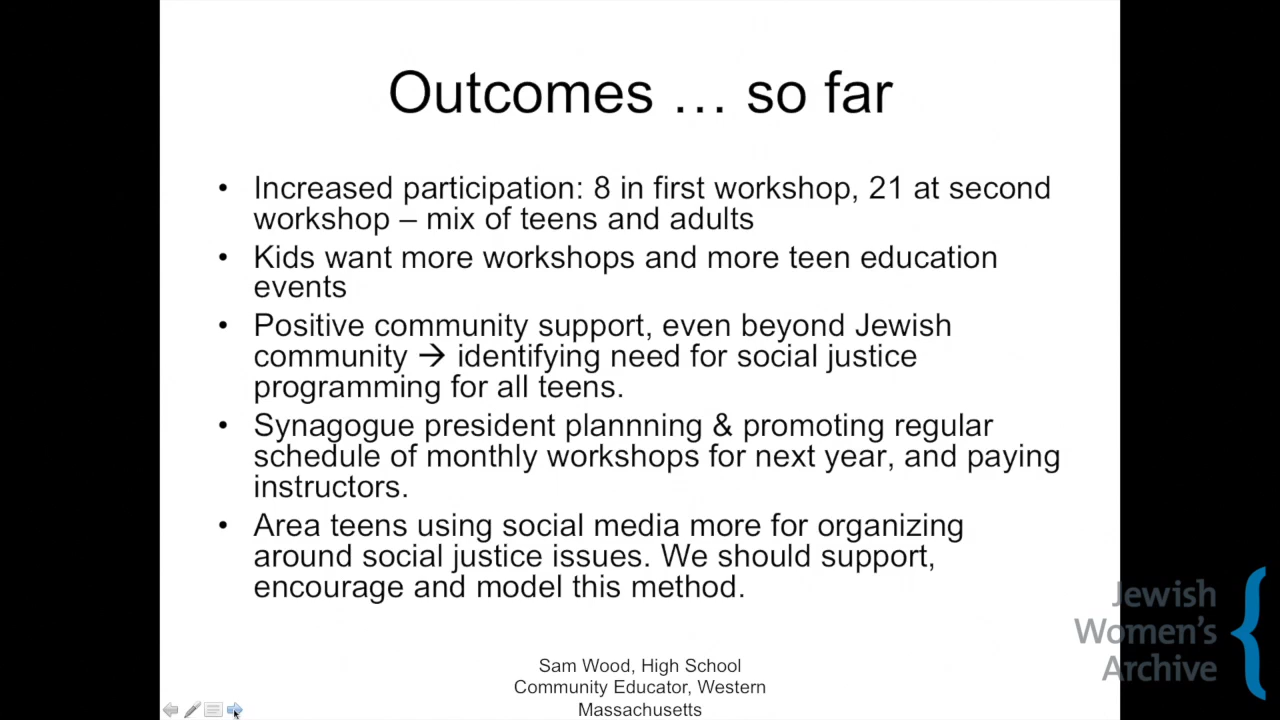 Outcomes … so far
• Increased participation: 8 in first workshop, 21 at second
workshop – mix of teens and adults
• Kids want more workshops and more teen education
events
• Positive community support, even beyond Jewish
community → identifying need for social justice
programming for all teens.
• Synagogue president plannning & promoting regular
schedule of monthly workshops for next year, and paying
instructors.
• Area teens using social media more for organizing
around social justice issues. We should support,
encourage and model this method.
Jewish
Women's
Archive
Sam Wood, High School
Community Educator, Western
Massachusetts